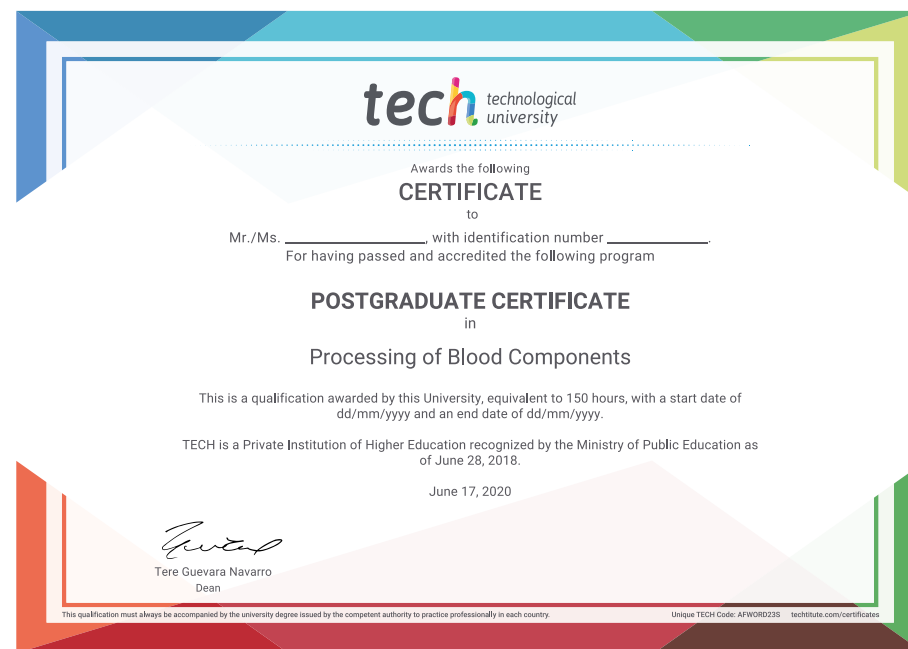 tech technological
university
Awards the following
CERTIFICATE
to
Mr./Ms. ____________________, with identification number ______________.
For having passed and accredited the following program
POSTGRADUATE CERTIFICATE
in
Processing of Blood Components
This is a qualification awarded by this University, equivalent to 150 hours, with a start date of
dd/mm/yyyy and an end date of dd/mm/yyyy.
TECH is a Private Institution of Higher Education recognized by the Ministry of Public Education as
of June 28, 2018.
June 17, 2020
Tere Guevara Navarro
Dean
This qualification must always be accompanied by the university degree issued by the competent authority to practice professionally in each country. Unique TECH Code: AFWORD23S techtitute.com/certificates